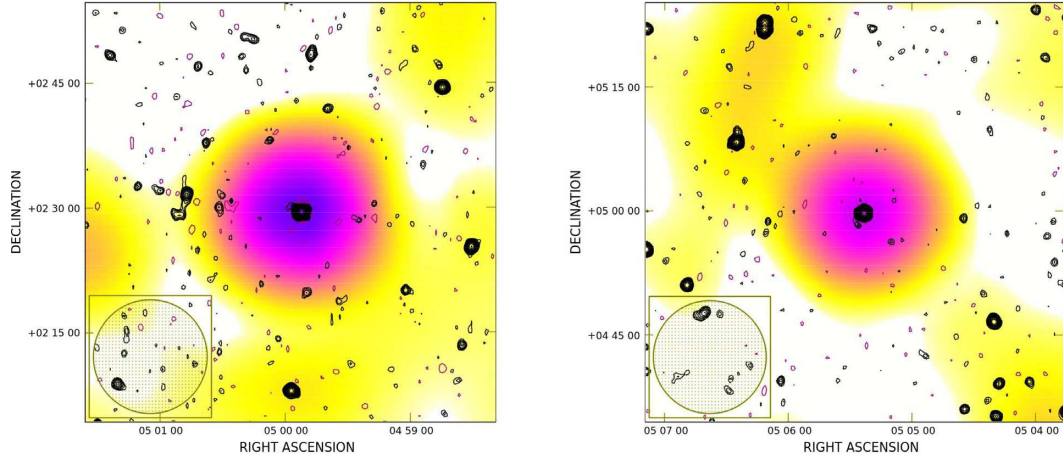 +02 45 00
+02 30 00
+02 15 00
DECLINATION
05 01 00
05 00 00
04 59 00
RIGHT ASCENSION
+05 15 00
+05 00 00
+04 45 00
DECLINATION
05 07 00
05 06 00
05 05 00
05 04 00
RIGHT ASCENSION